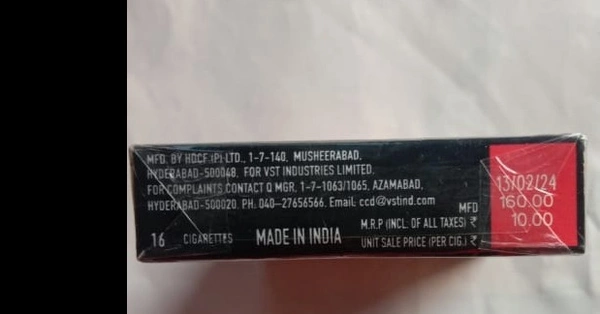 MFD. BY HDCF (P) LTD., 1-7-140, MUSHEERABAD,
HYDERABAD-500048, FOR VST INDUSTRIES LIMITED.
FOR COMPLAINTS CONTACT Q MGR, 1-7-1063/1065, AZAMABAD,
HYDERABAD-500020. PH: 040-27656566. Email: ccd@vstind.com
MFD 13/02/24
M.R.P (INCL. OF ALL TAXES) ₹ 160.00
UNIT SALE PRICE (PER CIG.) ₹ 10.00
16 CIGARETTES MADE IN INDIA